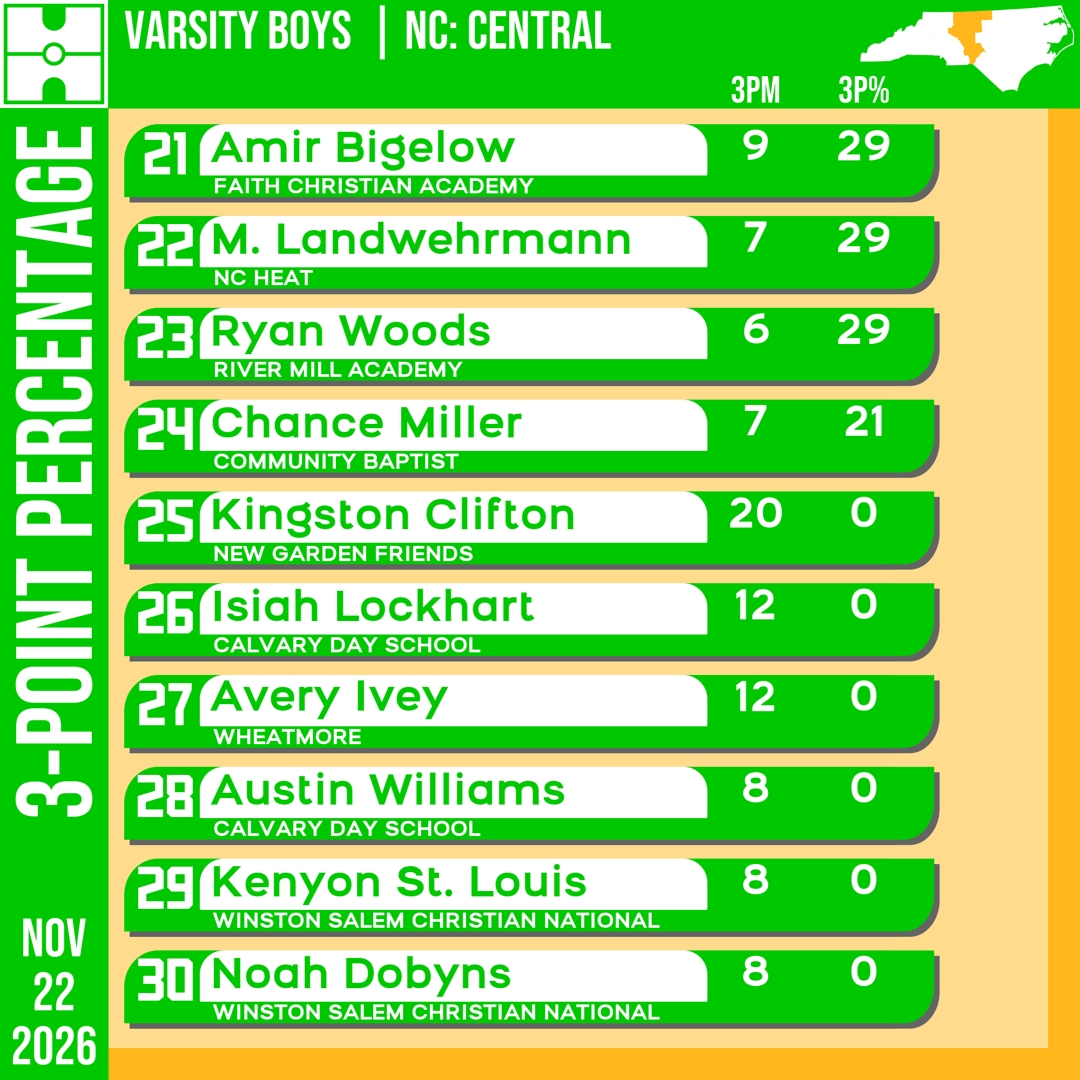 VARSITY BOYS | NC: CENTRAL
3PM 3P%
3-POINT PERCENTAGE
21 Amir Bigelow 9 29
FAITH CHRISTIAN ACADEMY
22 M. Landwehrmann 7 29
NC HEAT
23 Ryan Woods 6 29
RIVER MILL ACADEMY
24 Chance Miller 7 21
COMMUNITY BAPTIST
25 Kingston Clifton 20 0
NEW GARDEN FRIENDS
26 Isiah Lockhart 12 0
CALVARY DAY SCHOOL
27 Avery Ivey 12 0
WHEATMORE
28 Austin Williams 8 0
CALVARY DAY SCHOOL
29 Kenyon St. Louis 8 0
WINSTON SALEM CHRISTIAN NATIONAL
30 Noah Dobyns 8 0
WINSTON SALEM CHRISTIAN NATIONAL
NOV
22
2026